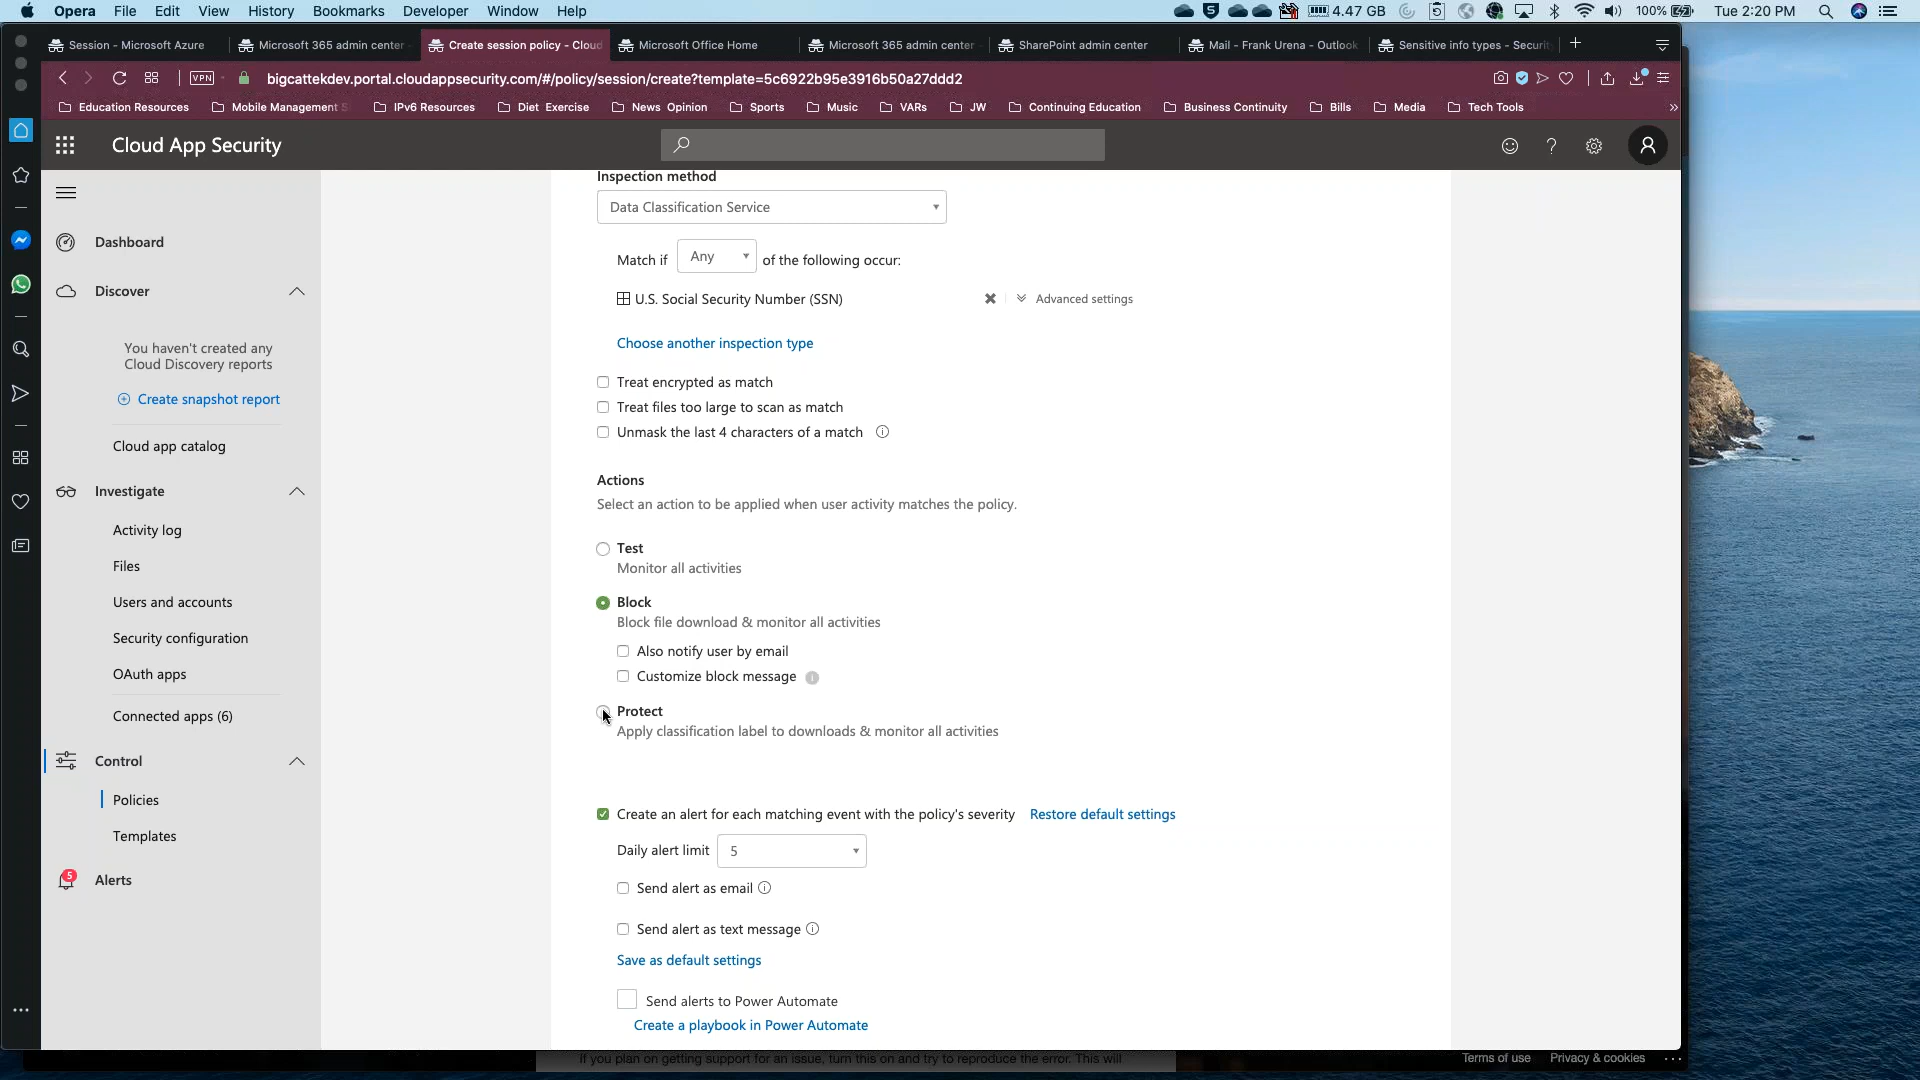 Opera File Edit View History Bookmarks Developer Window Help
4.47 GB 100% Tue 2:20 PM
Session - Microsoft Azure
Microsoft 365 admin center
Create session policy - Cloud
Microsoft Office Home
Microsoft 365 admin center
SharePoint admin center
Mail - Frank Urena - Outlook
Sensitive info types - Securit
VPN bigcattekdev.portal.cloudappsecurity.com/#/policy/session/create?template=5c6922b95e3916b50a27ddd2
Education Resources Mobile Management S IPv6 Resources Diet Exercise News Opinion Sports Music VARs JW Continuing Education Business Continuity Bills Media Tech Tools
Cloud App Security
Dashboard
Discover
You haven't created any
Cloud Discovery reports
Create snapshot report
Cloud app catalog
Investigate
Activity log
Files
Users and accounts
Security configuration
OAuth apps
Connected apps (6)
Control
Policies
Templates
5
Alerts
Inspection method
Data Classification Service
Match if Any of the following occur:
U.S. Social Security Number (SSN) Advanced settings
Choose another inspection type
Treat encrypted as match
Treat files too large to scan as match
Unmask the last 4 characters of a match
Actions
Select an action to be applied when user activity matches the policy.
Test
Monitor all activities
Block
Block file download & monitor all activities
Also notify user by email
Customize block message
Protect
Apply classification label to downloads & monitor all activities
Create an alert for each matching event with the policy's severity Restore default settings
Daily alert limit 5
Send alert as email
Send alert as text message
Save as default settings
Send alerts to Power Automate
Create a playbook in Power Automate
If you plan on getting support for an issue, turn this on and try to reproduce the error. This will
Terms of use Privacy & cookies ...